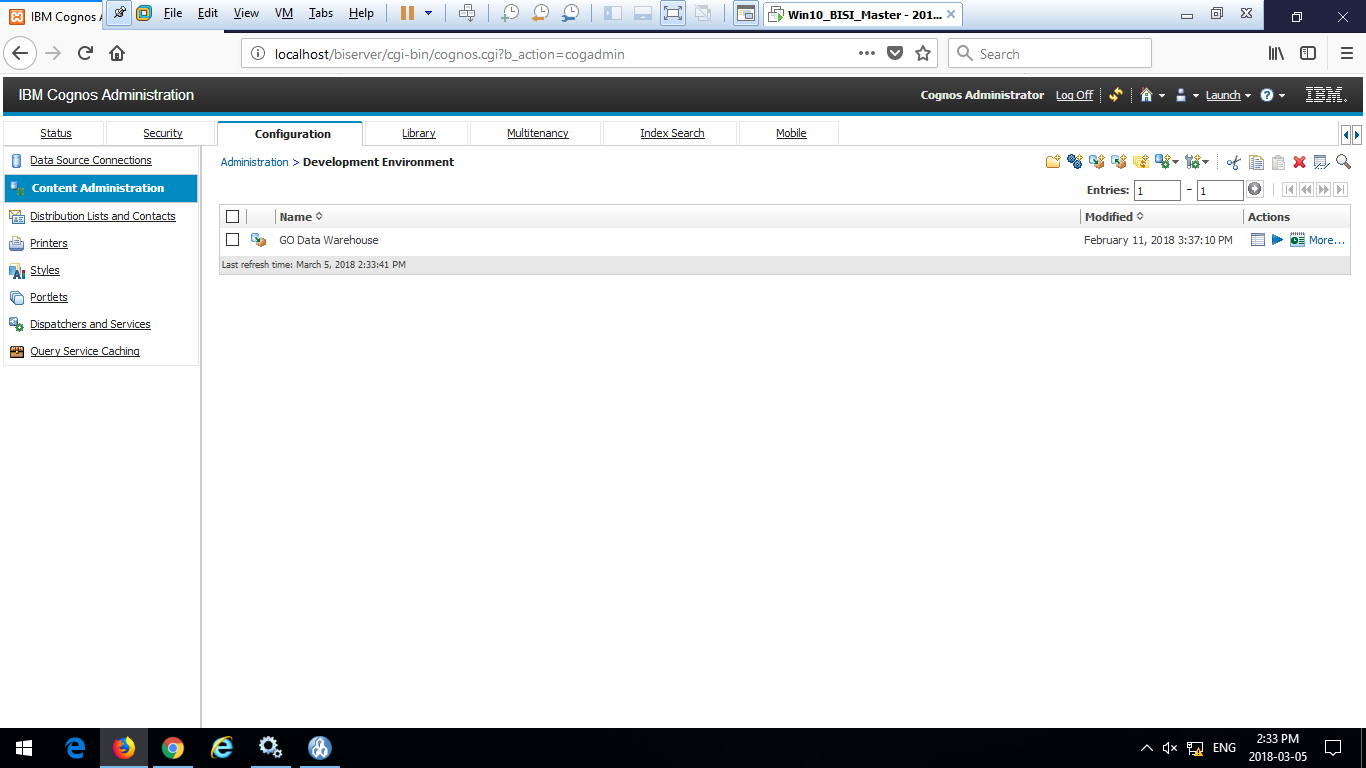 IBM Cognos A
File Edit View VM Tabs Help
Win10_BISI_Master - 201...
localhost/biserver/cgi-bin/cognos.cgi?b_action=cogadmin
Search
IBM Cognos Administration
Cognos Administrator Log Off Launch IBM.
Status Security Configuration Library Multitenancy Index Search Mobile
Data Source Connections
Content Administration
Distribution Lists and Contacts
Printers
Styles
Portlets
Dispatchers and Services
Query Service Caching
Administration > Development Environment
Entries: 1 - 1
Name Modified Actions
GO Data Warehouse February 11, 2018 3:37:10 PM More...
Last refresh time: March 5, 2018 2:33:41 PM
ENG
2:33 PM
2018-03-05